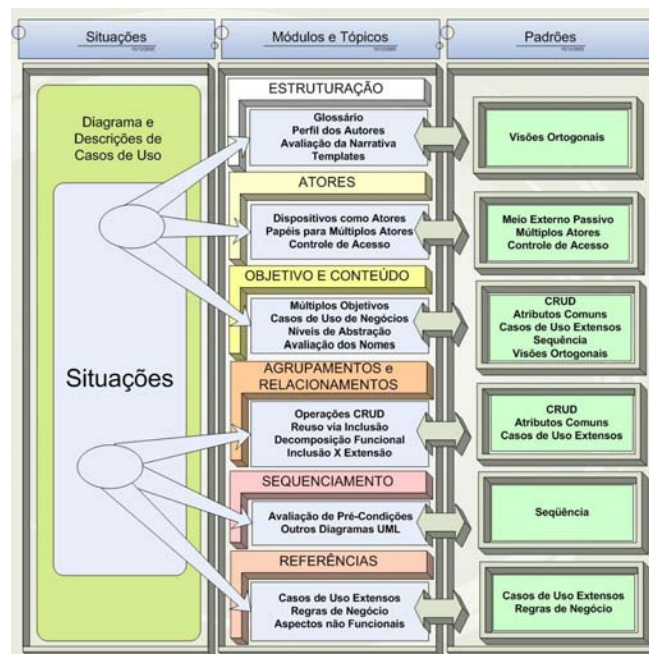 Situações
Módulos e Tópicos
Padrões
Diagrama e
Descrições de
Casos de Uso
Situações
ESTRUTURAÇÃO
Glossário
Perfil dos Autores
Avaliação da Narrativa
Templates
Visões Ortogonais
ATORES
Dispositivos como Atores
Papéis para Múltiplos Atores
Controle de Acesso
Meio Externo Passivo
Múltiplos Atores
Controle de Acesso
OBJETIVO E CONTEÚDO
Múltiplos Objetivos
Casos de Uso de Negócios
Níveis de Abstração
Avaliação dos Nomes
CRUD
Atributos Comuns
Casos de Uso Extensos
Sequência
Visões Ortogonais
AGRUPAMENTOS e
RELACIONAMENTOS
Operações CRUD
Reuso via Inclusão
Decomposição Funcional
Inclusão X Extensão
CRUD
Atributos Comuns
Casos de Uso Extensos
SEQUENCIAMENTO
Avaliação de Pré-Condições
Outros Diagramas UML
Seqüência
REFERÊNCIAS
Casos de Uso Extensos
Regras de Negócio
Aspectos não Funcionais
Casos de Uso Extensos
Regras de Negócio